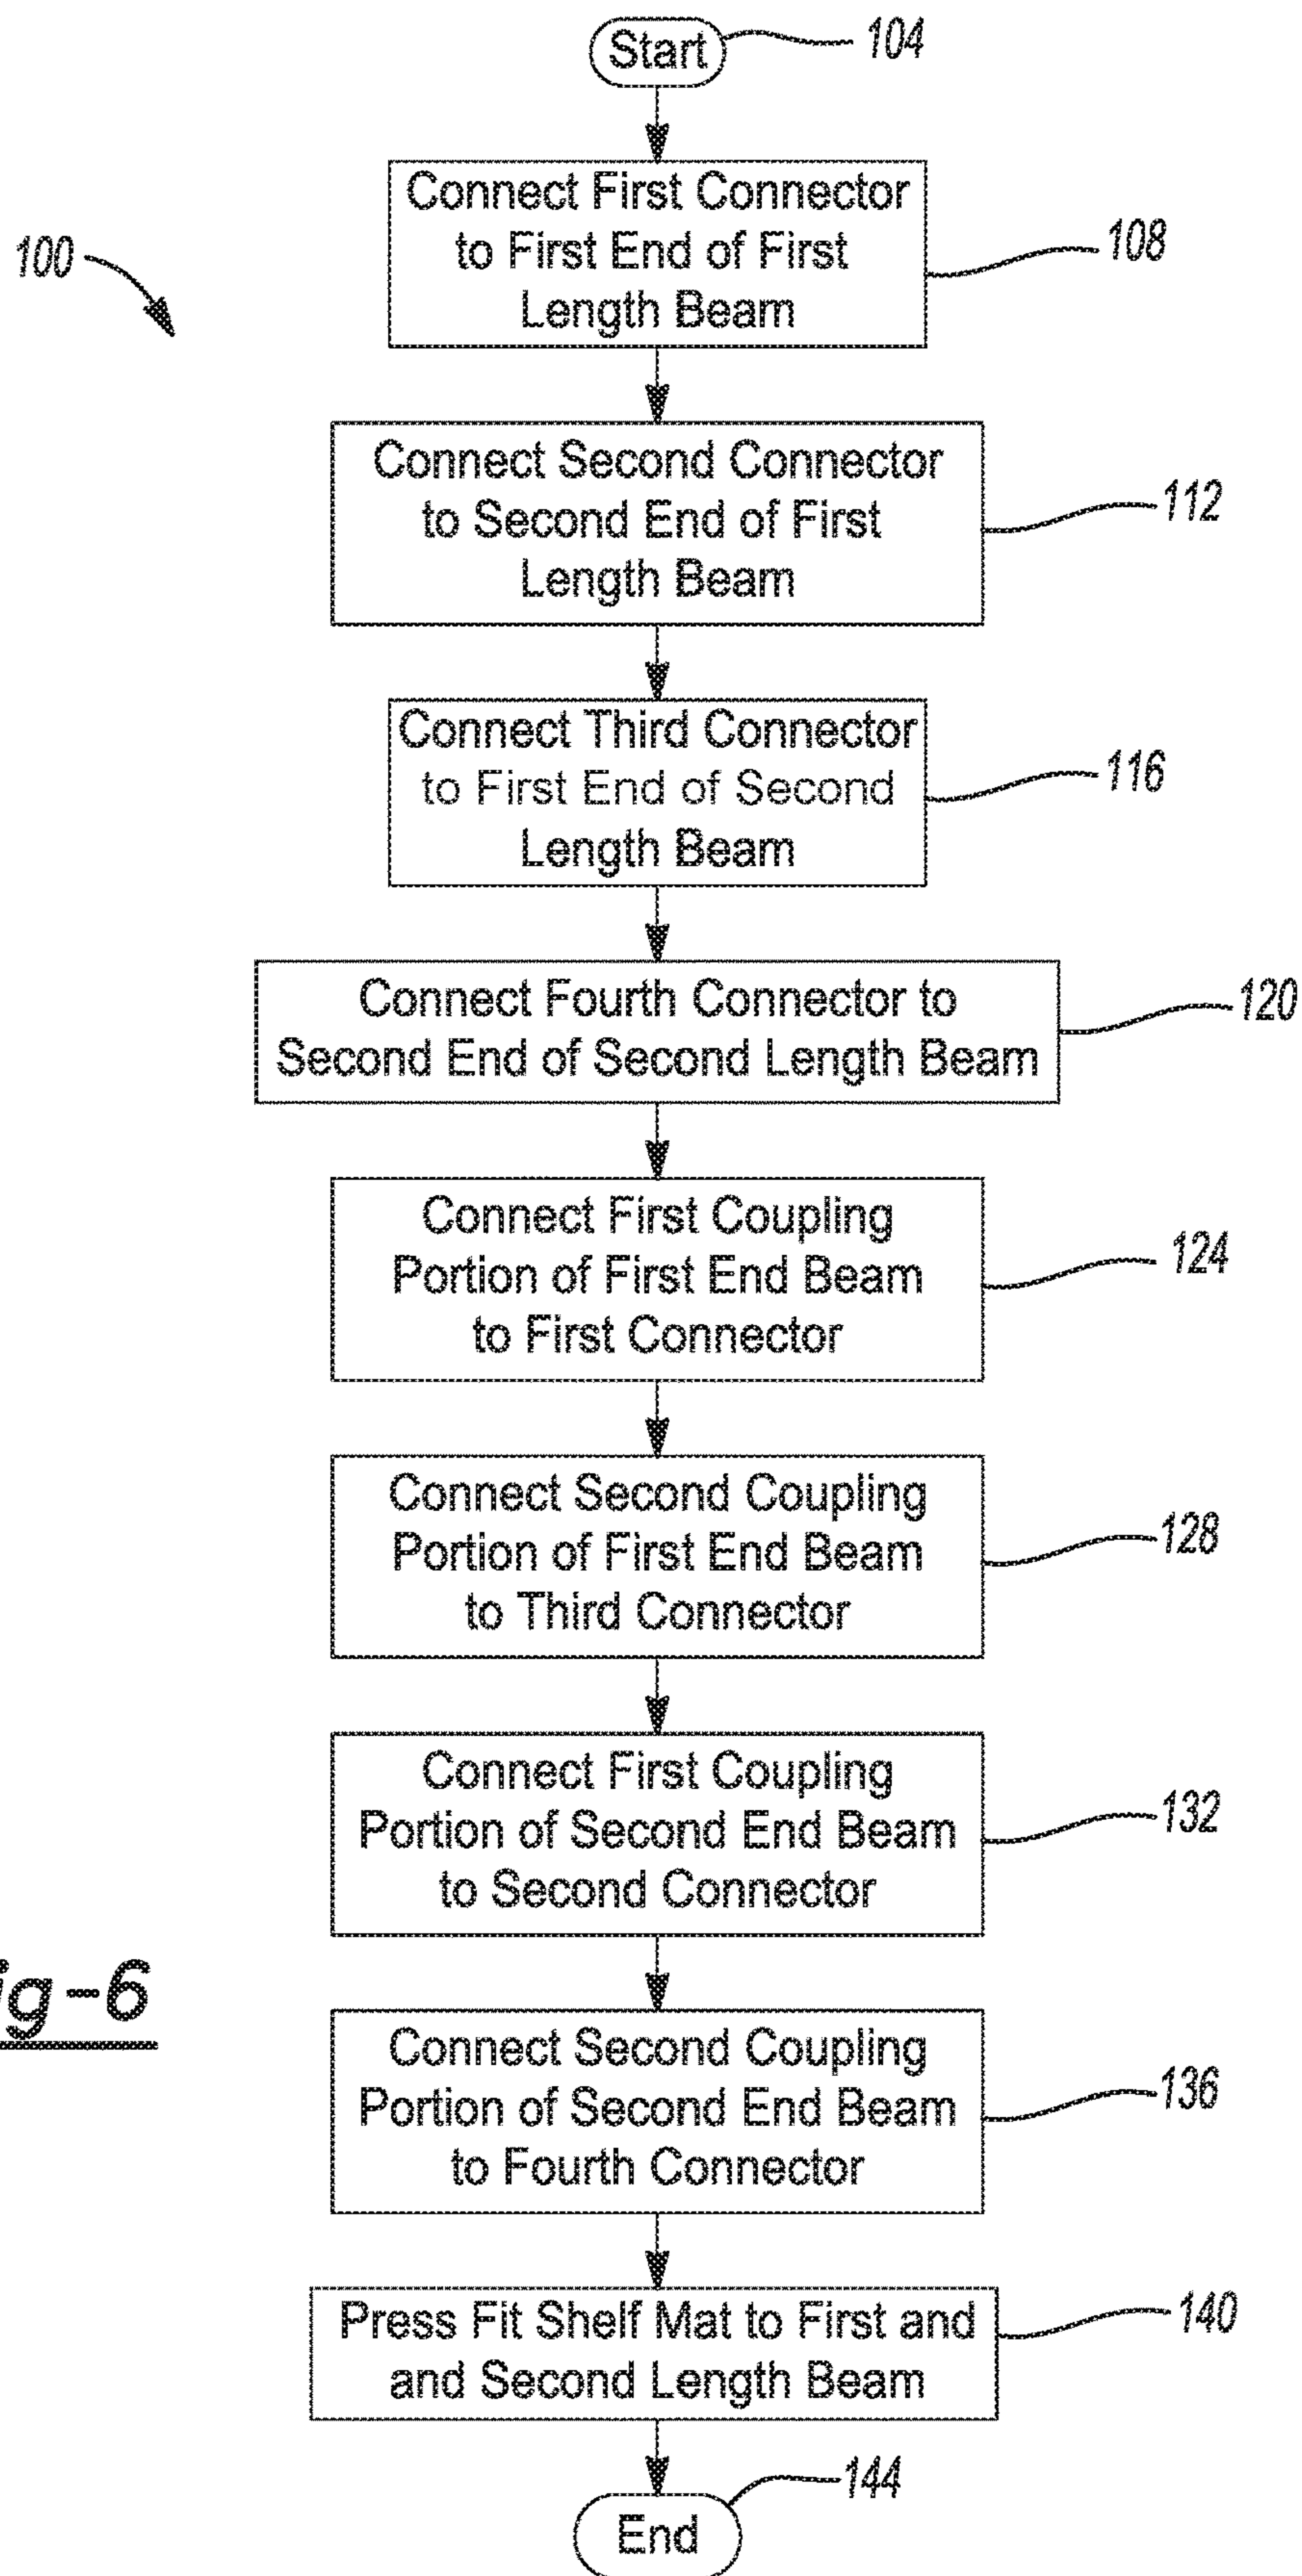 Start
104
100
Connect First Connector
to First End of First
Length Beam
108
Connect Second Connector
to Second End of First
Length Beam
112
Connect Third Connector
to First End of Second
Length Beam
116
Connect Fourth Connector to
Second End of Second Length Beam
120
Connect First Coupling
Portion of First End Beam
to First Connector
124
Connect Second Coupling
Portion of First End Beam
to Third Connector
128
Connect First Coupling
Portion of Second End Beam
to Second Connector
132
ig-6
Connect Second Coupling
Portion of Second End Beam
to Fourth Connector
136
Press Fit Shelf Mat to First and
and Second Length Beam
140
144
End